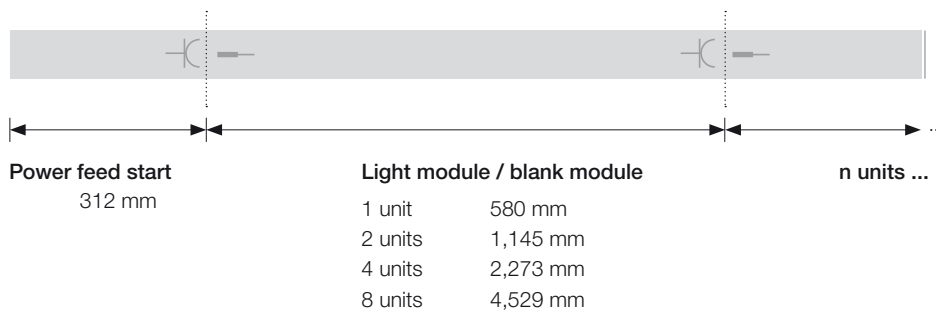 Power feed start
312 mm
Light module / blank module
1 unit 580 mm
2 units 1,145 mm
4 units 2,273 mm
8 units 4,529 mm
n units ...